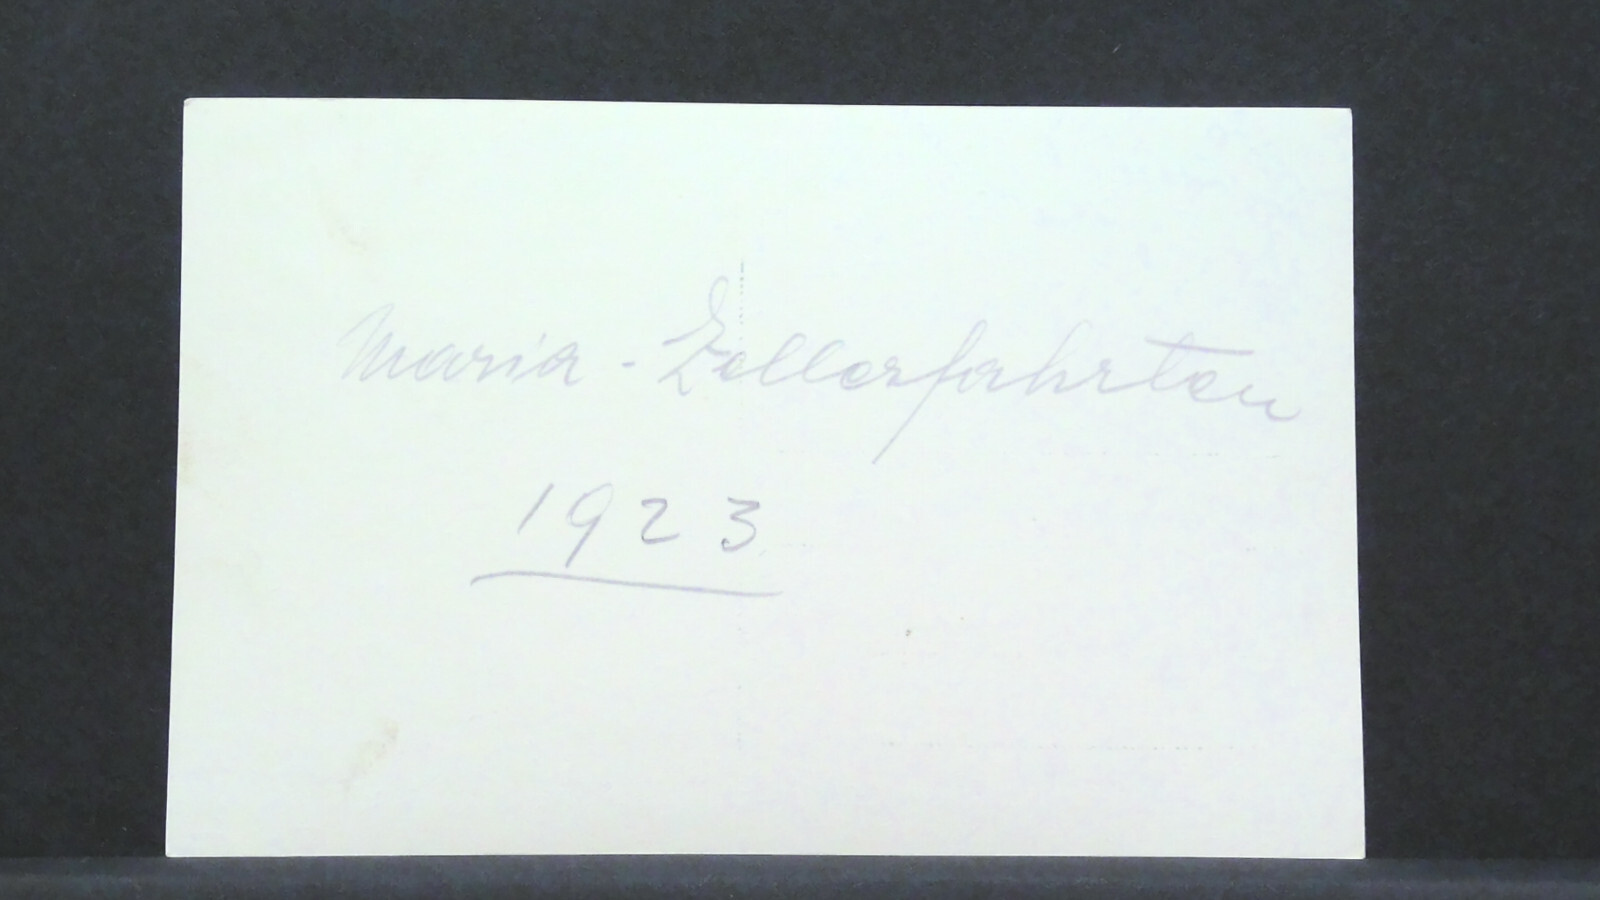 Maria - Zellerfahrten
1923